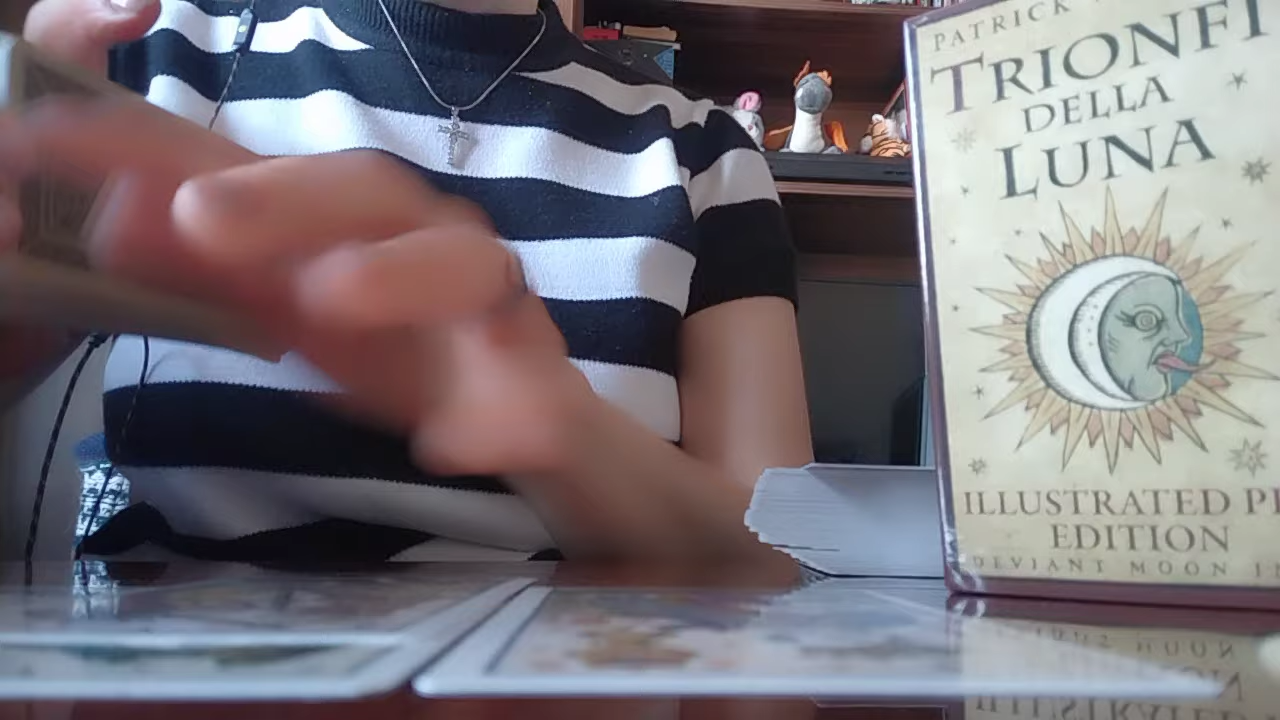 PATRICK
TRIONFI
DELLA
LUNA
ILLUSTRATED
EDITION
DEVIANT MOON